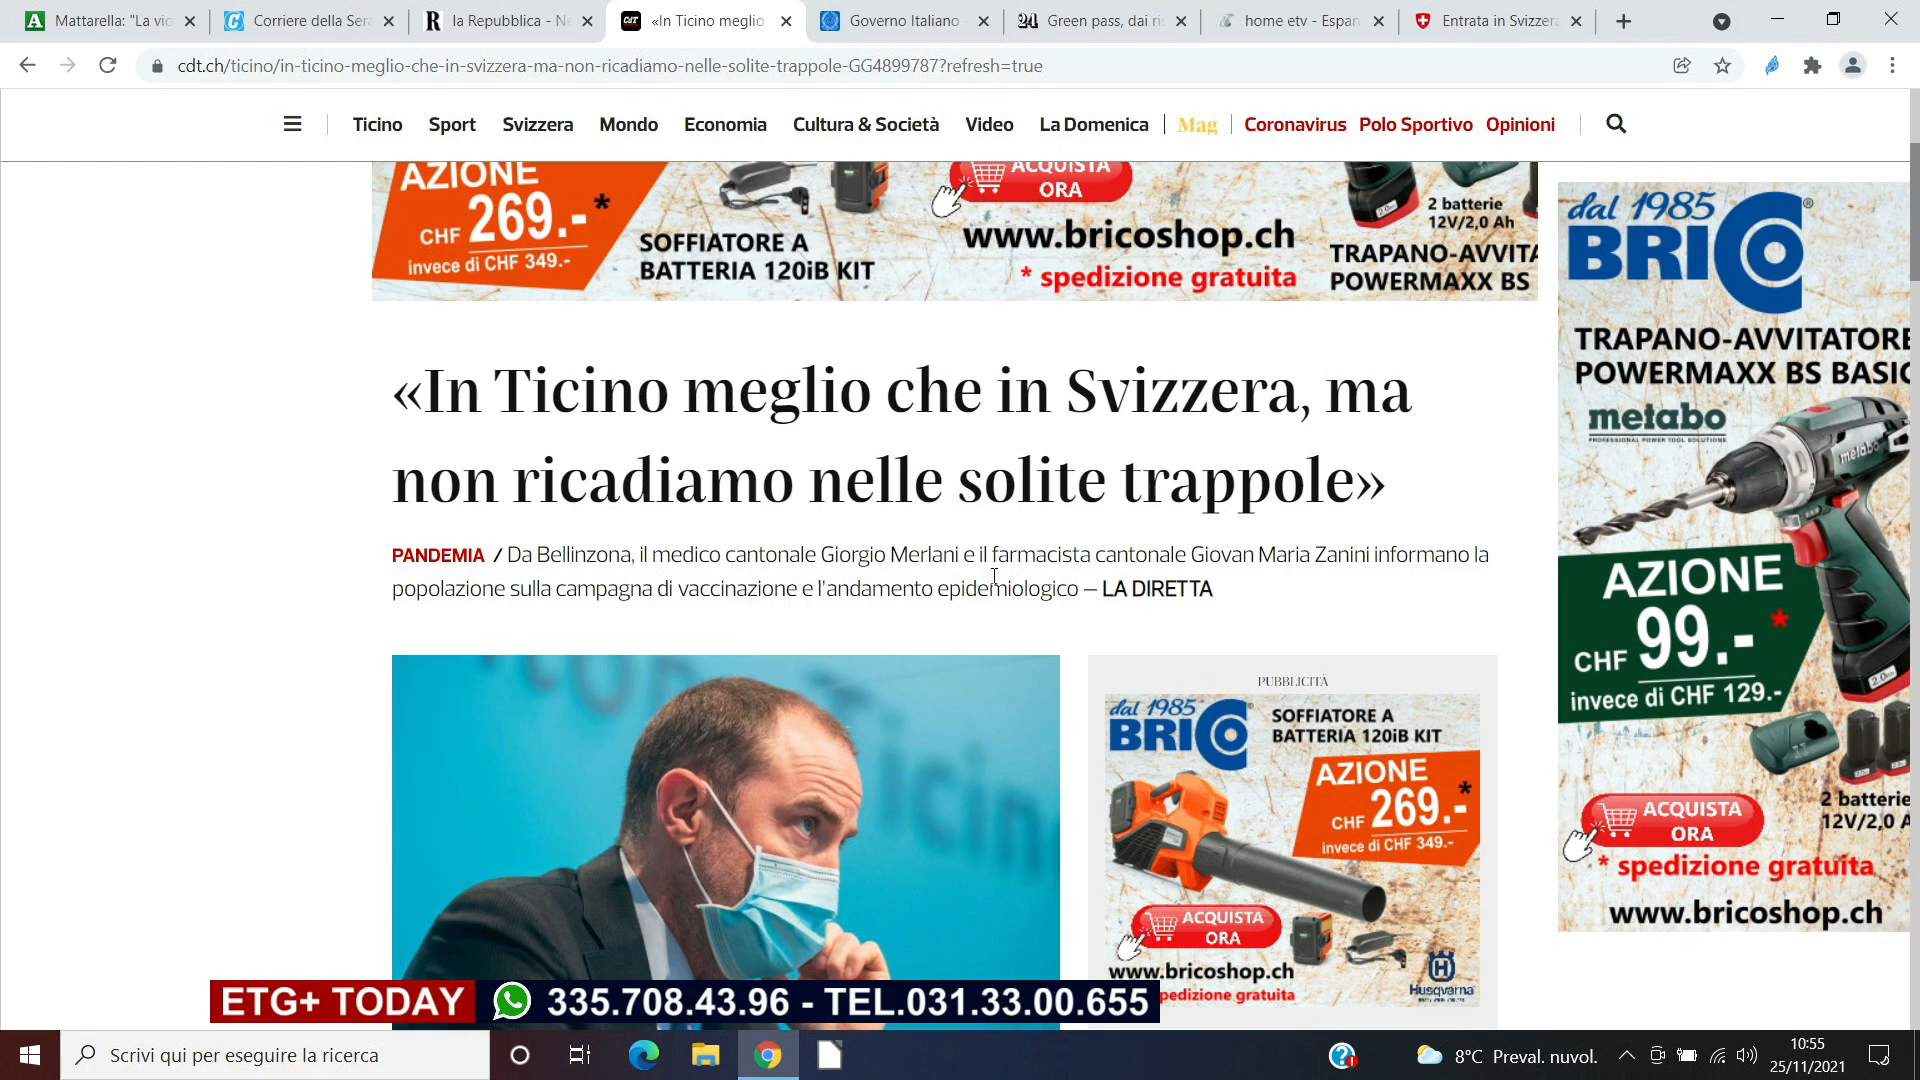 Mattarella: "La vio
Corriere della Sera
la Repubblica - Ne
«In Ticino meglio
Governo Italiano -
Green pass, dai ris
home etv - Espan
Entrata in Svizzera
cdt.ch/ticino/in-ticino-meglio-che-in-svizzera-ma-non-ricadiamo-nelle-solite-trappole-GG4899787?refresh=true
Ticino Sport Svizzera Mondo Economia Cultura & Società Video La Domenica Mag Coronavirus Polo Sportivo Opinioni
AZIONE
CHF 269.-*
invece di CHF 349.-
SOFFIATORE A
BATTERIA 120iB KIT
ACQUISTA
ORA
www.bricoshop.ch
* spedizione gratuita
2 batterie
12V/2,0 Ah
TRAPANO-AVVITA
POWERMAXX BS
dal 1985
BRICO
TRAPANO-AVVITATORE
POWERMAXX BS BASIC
metabo
PROFESSIONAL POWER TOOL SOLUTIONS
metabo
AZIONE
CHF 99.-*
invece di CHF 129.-
ACQUISTA
ORA
2 batterie
12V/2,0 A
* spedizione gratuita
www.bricoshop.ch
«In Ticino meglio che in Svizzera, ma
non ricadiamo nelle solite trappole»
PANDEMIA / Da Bellinzona, il medico cantonale Giorgio Merlani e il farmacista cantonale Giovan Maria Zanini informano la
popolazione sulla campagna di vaccinazione e l'andamento epidemiologico — LA DIRETTA
PUBBLICITÀ
dal 1985
BRICO
SOFFIATORE A
BATTERIA 120iB KIT
AZIONE
CHF 269.-*
invece di CHF 349.-
ACQUISTA
ORA
www.bricoshop.ch
pedizione gratuita
Husqvarna
ETG+ TODAY 335.708.43.96 - TEL.031.33.00.655
Scrivi qui per eseguire la ricerca
8°C Preval. nuvol.
10:55
25/11/2021